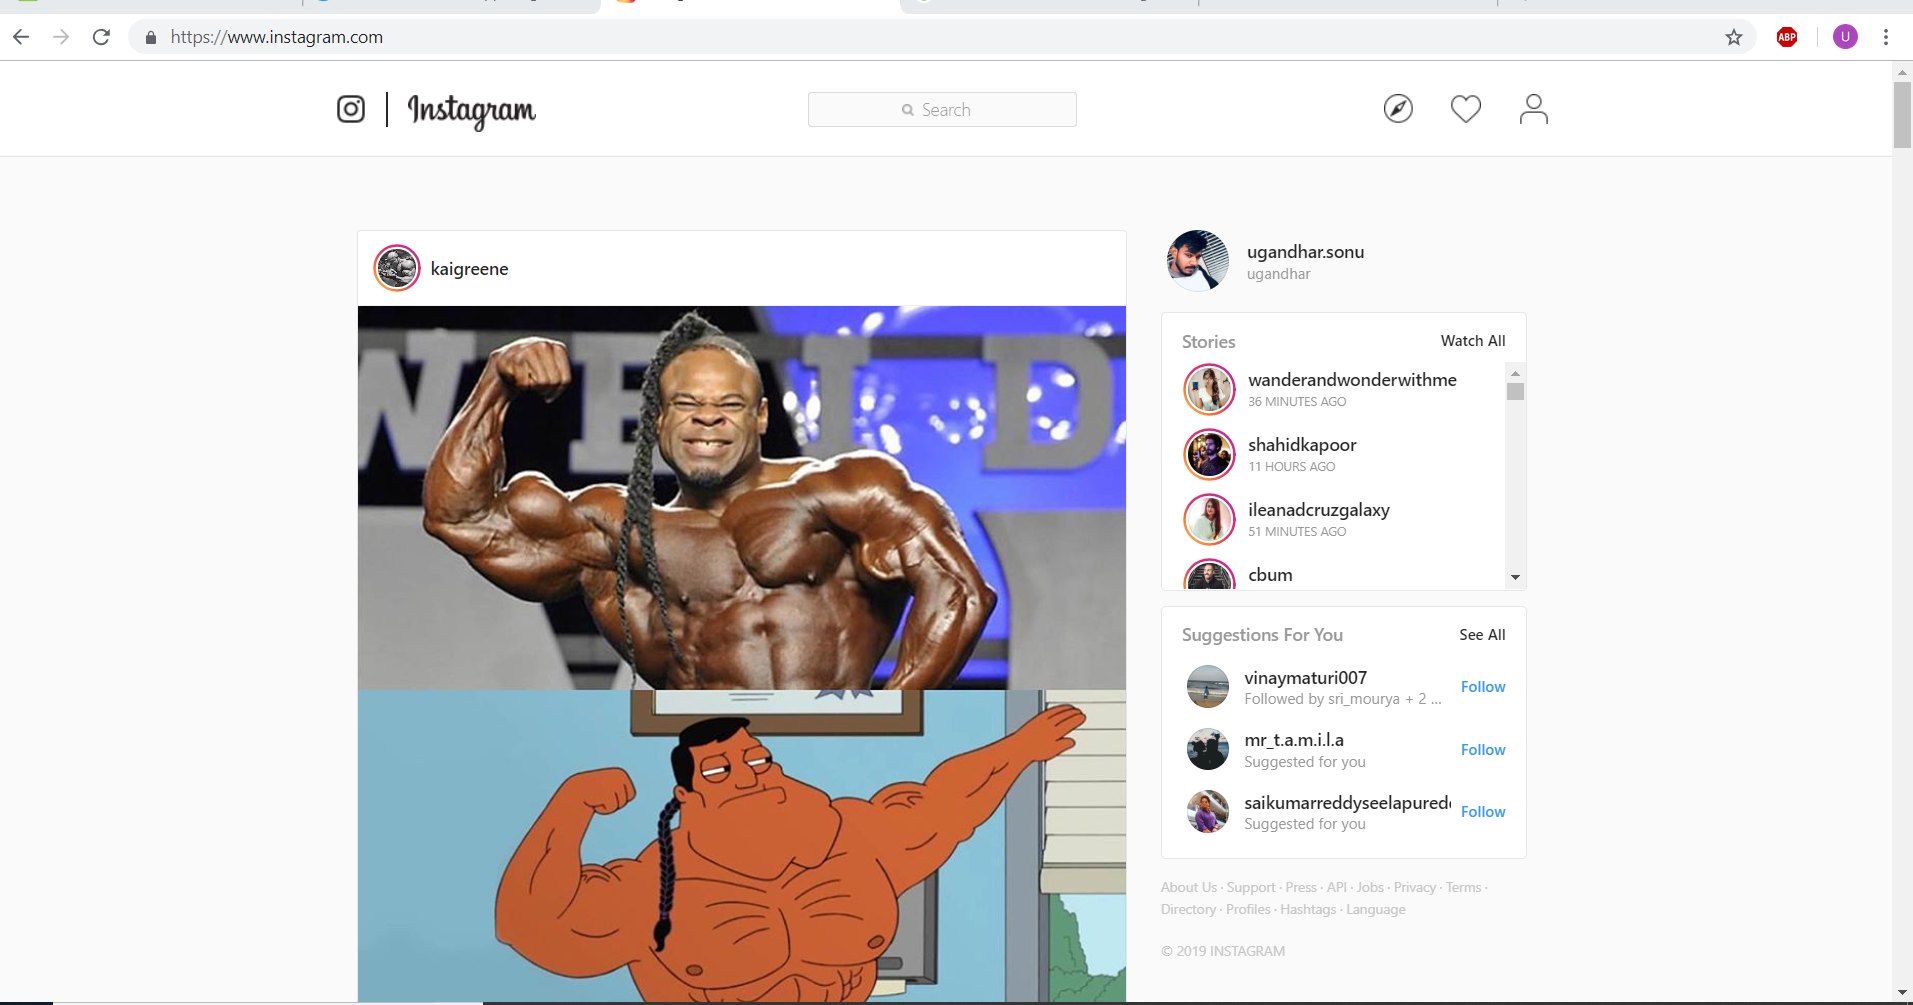 https://www.instagram.com
ABP
U
Instagram
Search
kaigreene
ugandhar.sonu
ugandhar
Stories
Watch All
wanderandwonderwithme
36 MINUTES AGO
shahidkapoor
11 HOURS AGO
ileanadcruzgalaxy
51 MINUTES AGO
cbum
Suggestions For You
See All
vinaymaturi007
Followed by sri_mourya + 2 ...
Follow
mr_t.a.m.i.l.a
Suggested for you
Follow
saikumarreddyseelapured
Suggested for you
Follow
About Us · Support · Press · API · Jobs · Privacy · Terms ·
Directory · Profiles · Hashtags · Language
© 2019 INSTAGRAM